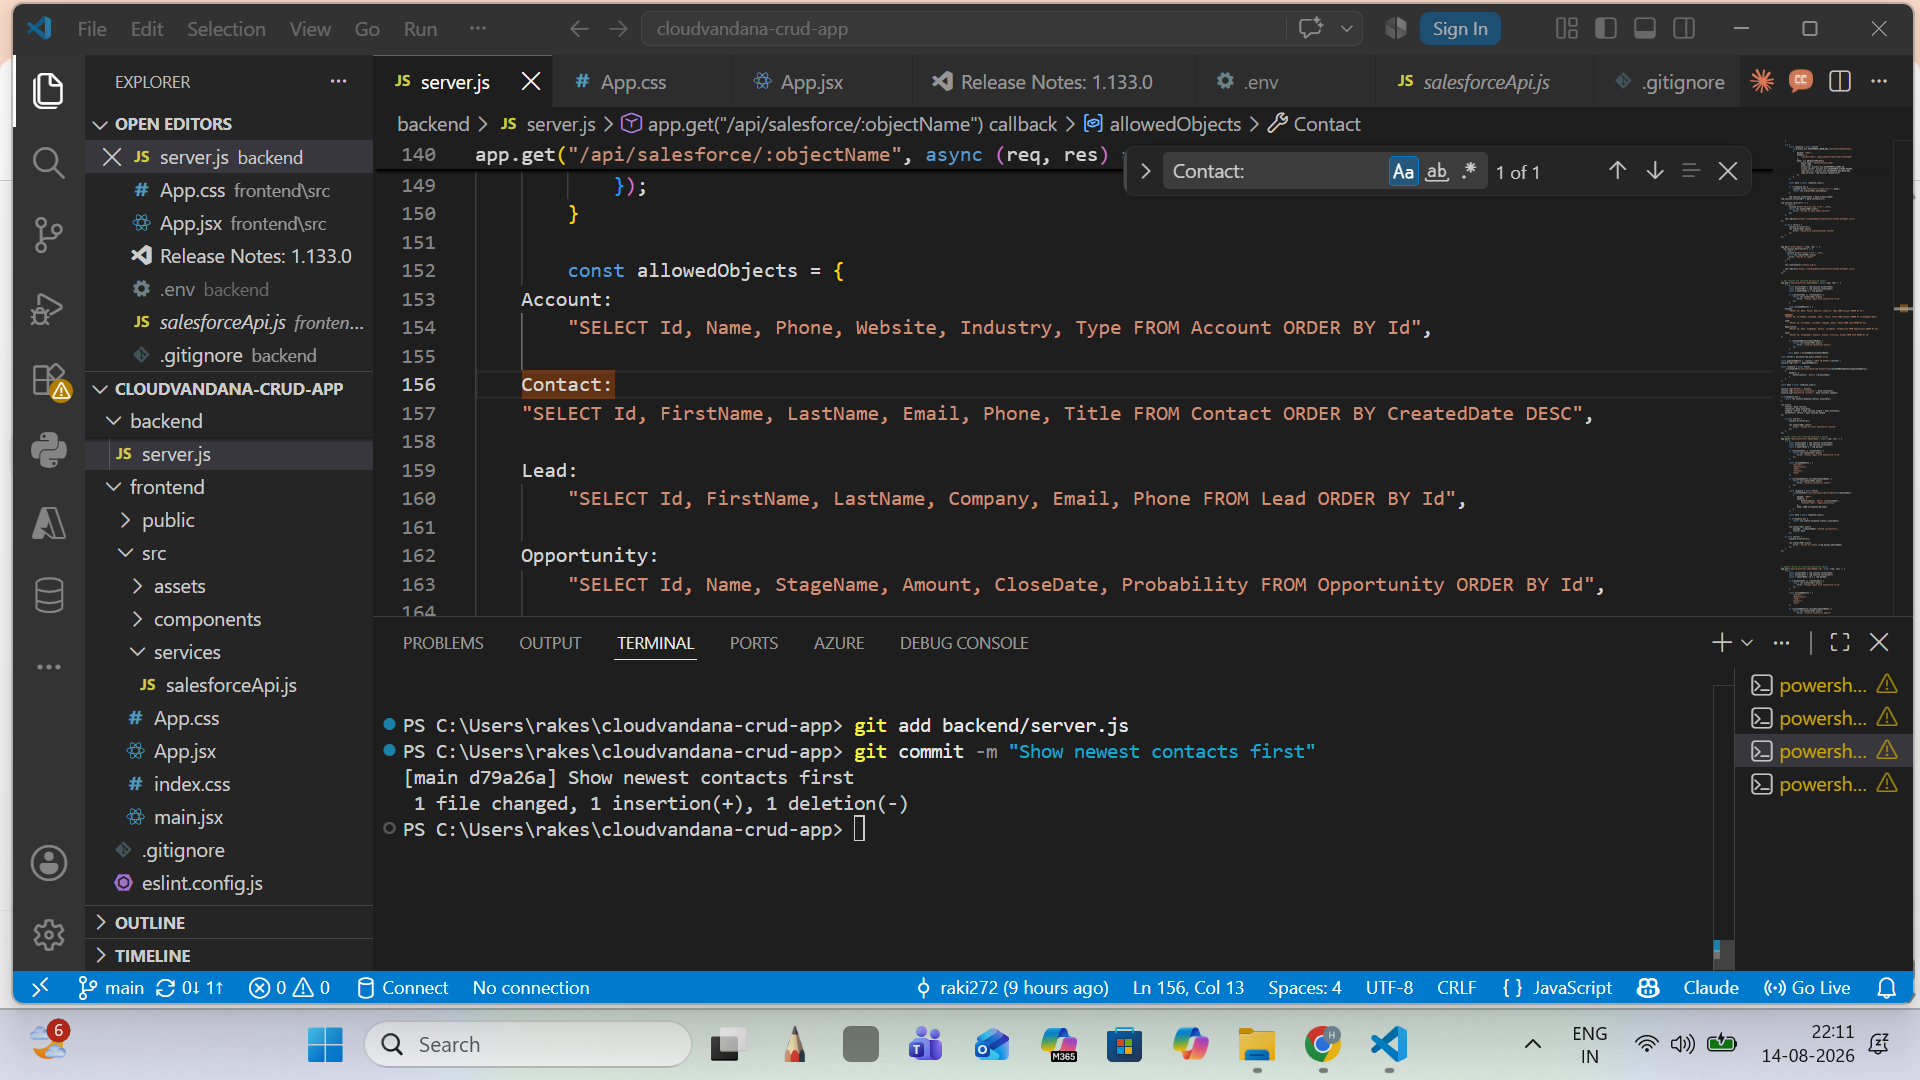 File Edit Selection View Go Run ···
cloudvandana-crud-app
Sign In
EXPLORER
OPEN EDITORS
JS server.js backend
# App.css frontend\src
App.jsx frontend\src
Release Notes: 1.133.0
.env backend
JS salesforceApi.js fronten...
.gitignore backend
CLOUDVANDANA-CRUD-APP
backend
JS server.js
frontend
public
src
assets
components
services
JS salesforceApi.js
# App.css
App.jsx
# index.css
main.jsx
.gitignore
eslint.config.js
OUTLINE
TIMELINE
JS server.js # App.css App.jsx Release Notes: 1.133.0 .env JS salesforceApi.js .gitignore CC
backend > JS server.js > app.get("/api/salesforce/:objectName") callback > allowedObjects > Contact
140 app.get("/api/salesforce/:objectName", async (req, res)
Contact: Aa ab .* 1 of 1
149 });
150 }
151
152 const allowedObjects = {
153 Account:
154 "SELECT Id, Name, Phone, Website, Industry, Type FROM Account ORDER BY Id",
155
156 Contact:
157 "SELECT Id, FirstName, LastName, Email, Phone, Title FROM Contact ORDER BY CreatedDate DESC",
158
159 Lead:
160 "SELECT Id, FirstName, LastName, Company, Email, Phone FROM Lead ORDER BY Id",
161
162 Opportunity:
163 "SELECT Id, Name, StageName, Amount, CloseDate, Probability FROM Opportunity ORDER BY Id",
164
PROBLEMS OUTPUT TERMINAL PORTS AZURE DEBUG CONSOLE
PS C:\Users\rakes\cloudvandana-crud-app> git add backend/server.js
PS C:\Users\rakes\cloudvandana-crud-app> git commit -m "Show newest contacts first"
[main d79a26a] Show newest contacts first
1 file changed, 1 insertion(+), 1 deletion(-)
PS C:\Users\rakes\cloudvandana-crud-app>
powersh...
powersh...
powersh...
powersh...
main 0↓ 1↑ 0 0 Connect No connection raki272 (9 hours ago) Ln 156, Col 13 Spaces: 4 UTF-8 CRLF { } JavaScript Claude Go Live
6
Search
M365
ENG
IN
22:11
14-08-2026